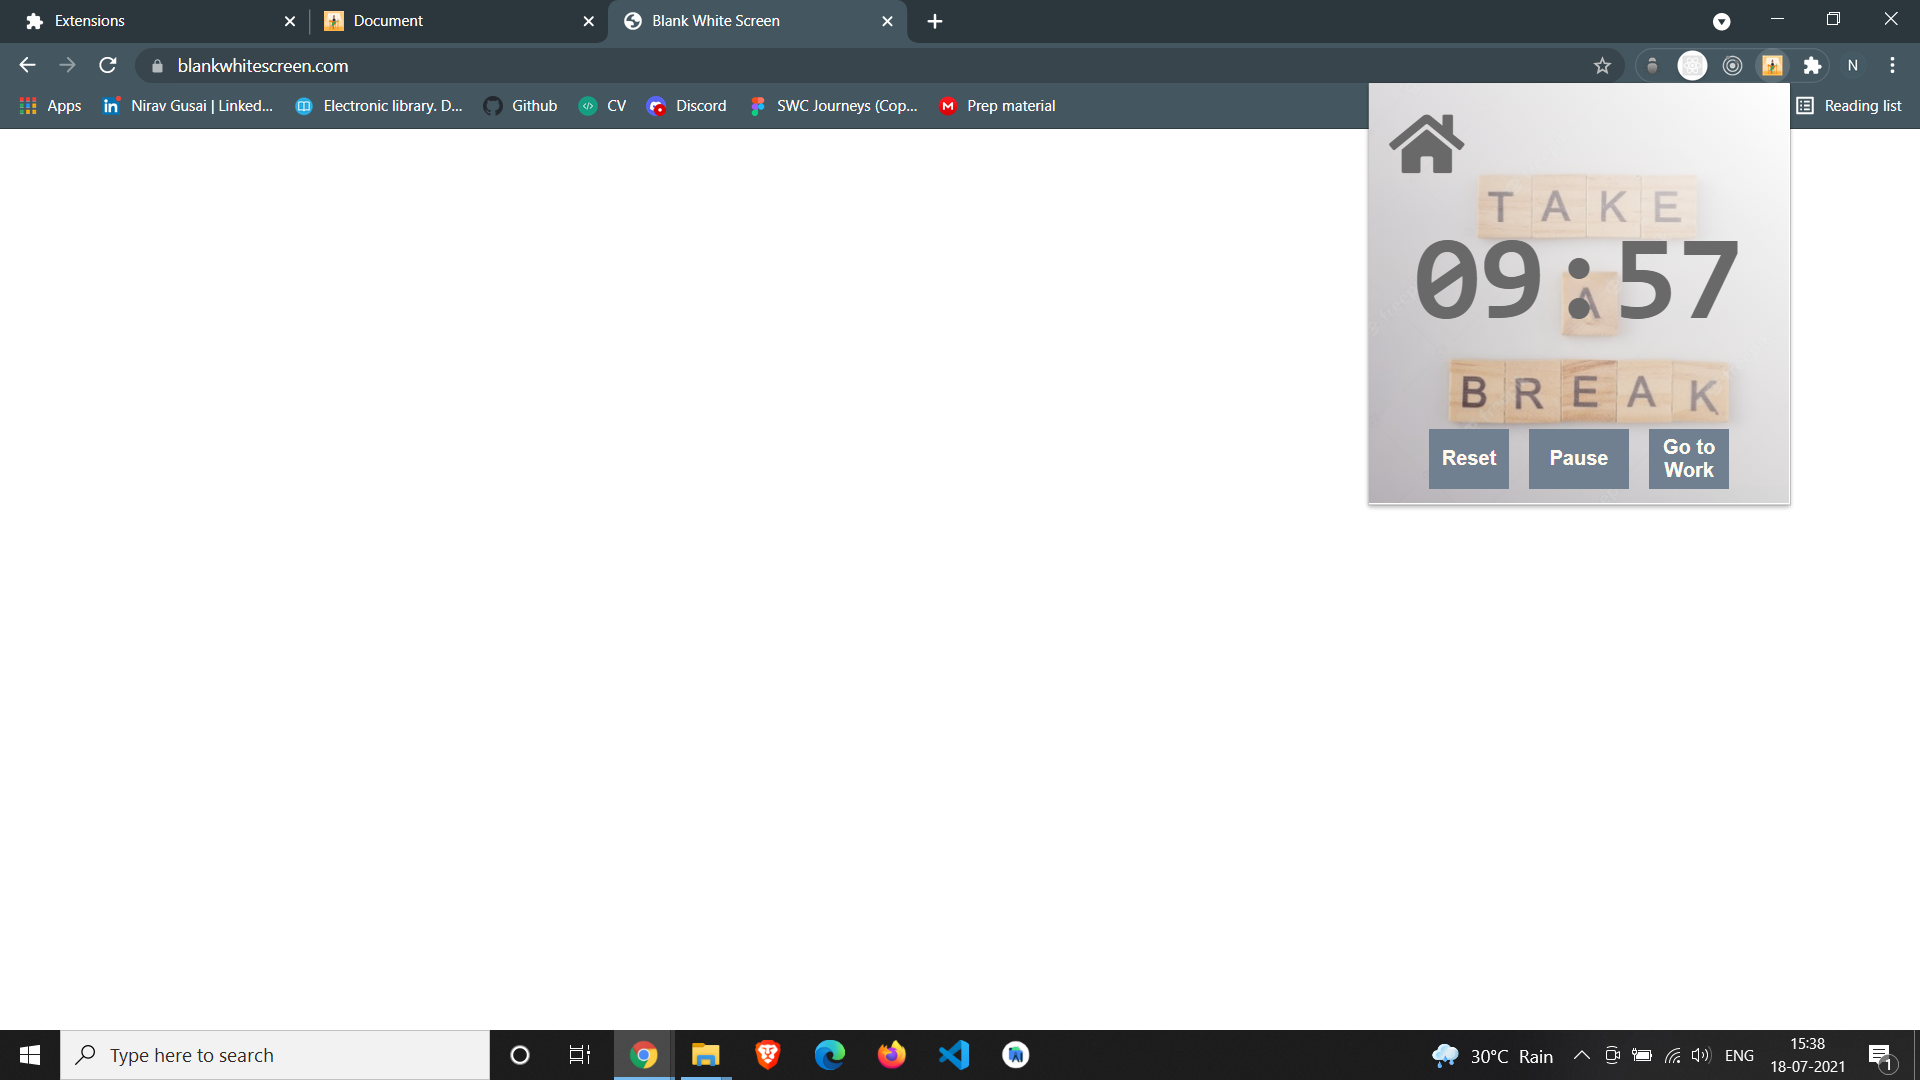 Extensions
Document
Blank White Screen
blankwhitescreen.com
N
Apps
Nirav Gusai | Linked...
Electronic library. D...
Github
CV
Discord
SWC Journeys (Cop...
Prep material
Reading list
TAKE
09:57
A
BREAK
Reset
Pause
Go to
Work
Type here to search
30°C Rain
ENG
15:38
18-07-2021
1